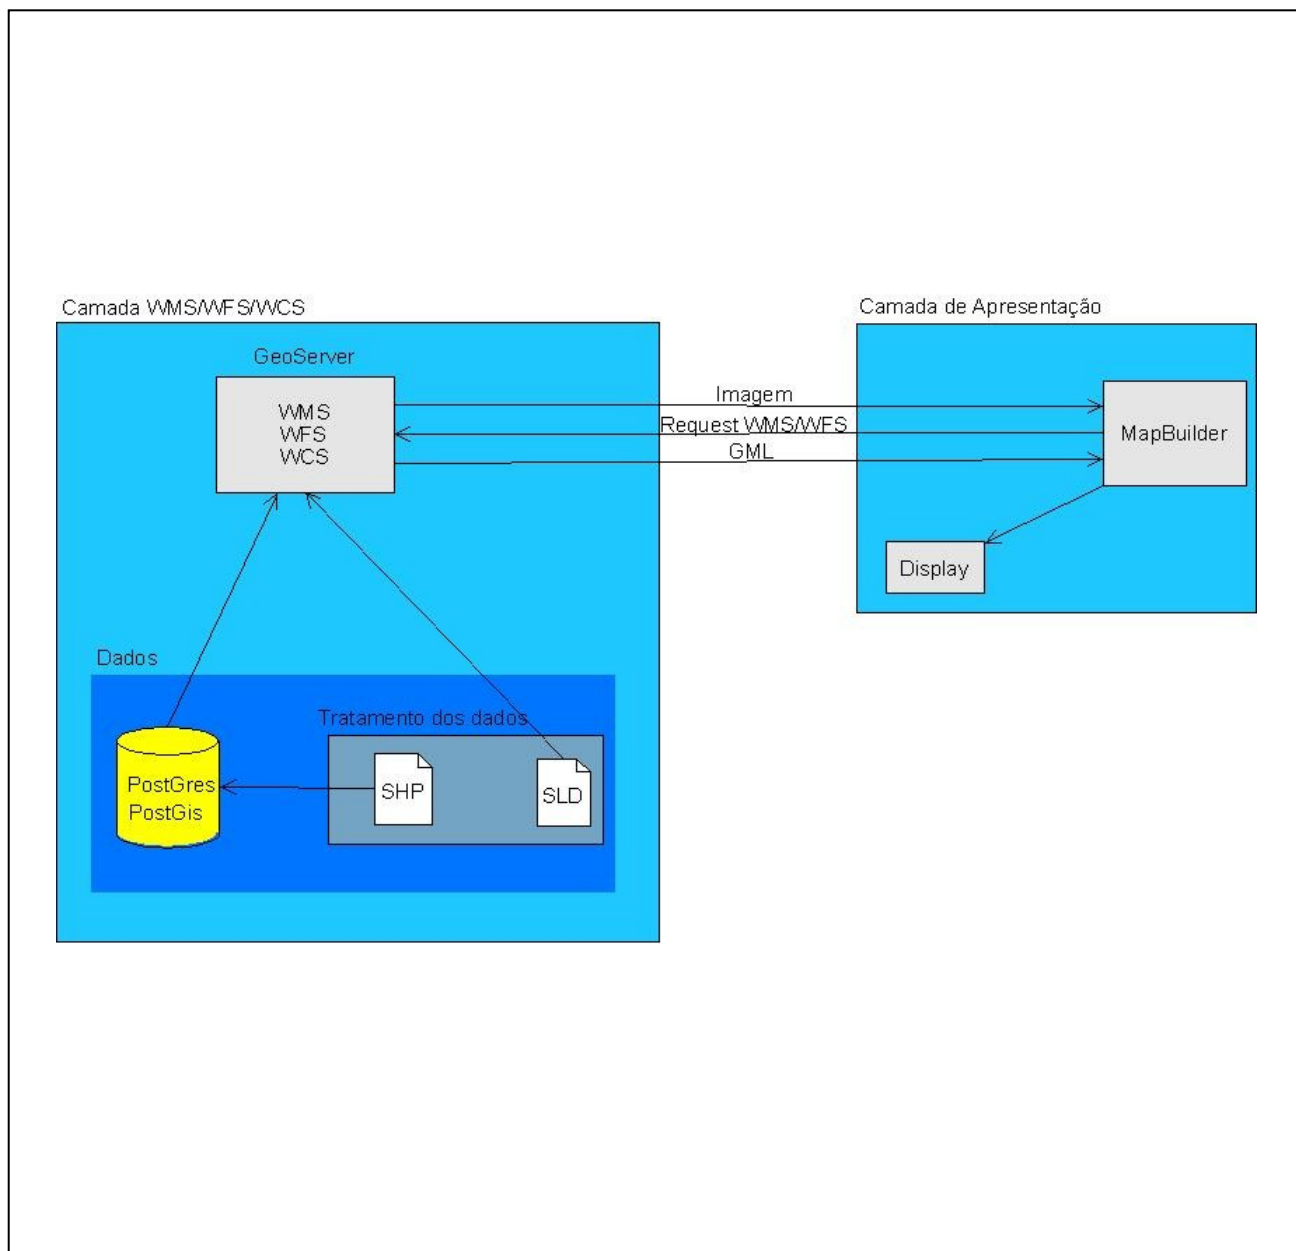 Camada WMS/WFS/WCS
GeoServer
WMS
WFS
WCS
Imagem
Request WMS/WFS
GML
Camada de Apresentação
MapBuilder
Display
Dados
Tratamento dos dados
PostGres
PostGis
SHP
SLD